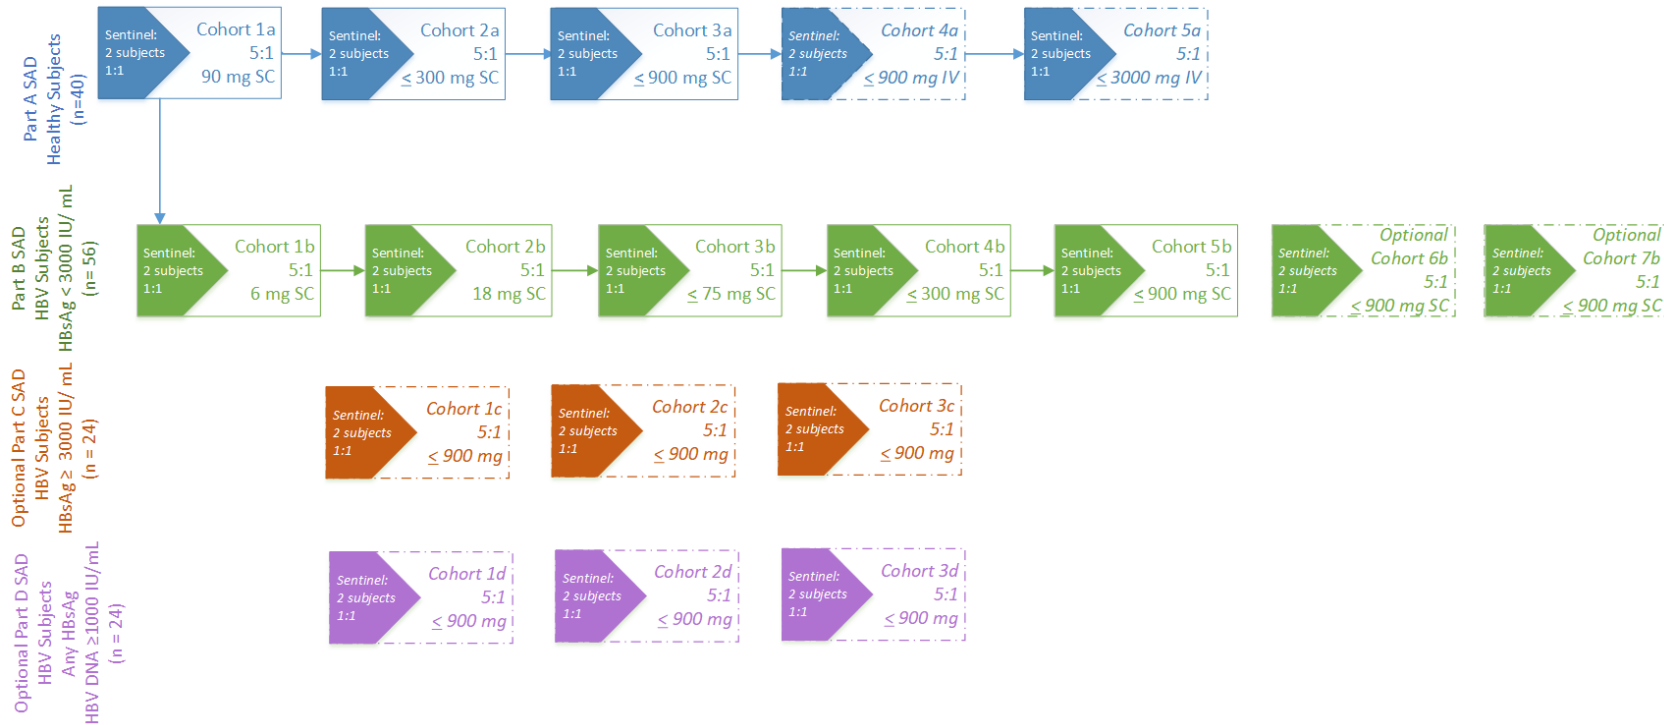 Part A SAD
Healthy Subjects
(n=40)
Sentinel:
2 subjects
1:1
Cohort 1a
5:1
90 mg SC
Sentinel:
2 subjects
1:1
Cohort 2a
5:1
≤ 300 mg SC
Sentinel:
2 subjects
1:1
Cohort 3a
5:1
≤ 900 mg SC
Sentinel:
2 subjects
1:1
Cohort 4a
5:1
≤ 900 mg IV
Sentinel:
2 subjects
1:1
Cohort 5a
5:1
≤ 3000 mg IV
Part B SAD
HBV Subjects
HBsAg < 3000 IU/ mL
(n= 56)
Sentinel:
2 subjects
1:1
Cohort 1b
5:1
6 mg SC
Sentinel:
2 subjects
1:1
Cohort 2b
5:1
18 mg SC
Sentinel:
2 subjects
1:1
Cohort 3b
5:1
≤ 75 mg SC
Sentinel:
2 subjects
1:1
Cohort 4b
5:1
≤ 300 mg SC
Sentinel:
2 subjects
1:1
Cohort 5b
5:1
≤ 900 mg SC
Sentinel:
2 subjects
1:1
Optional
Cohort 6b
5:1
≤ 900 mg SC
Sentinel:
2 subjects
1:1
Optional
Cohort 7b
5:1
≤ 900 mg SC
Optional Part C SAD
HBV Subjects
HBsAg ≥ 3000 IU/ mL
(n = 24)
Sentinel:
2 subjects
1:1
Cohort 1c
5:1
≤ 900 mg
Sentinel:
2 subjects
1:1
Cohort 2c
5:1
≤ 900 mg
Sentinel:
2 subjects
1:1
Cohort 3c
5:1
≤ 900 mg
Optional Part D SAD
HBV Subjects
Any HBsAg
HBV DNA ≥1000 IU/mL
(n = 24)
Sentinel:
2 subjects
1:1
Cohort 1d
5:1
≤ 900 mg
Sentinel:
2 subjects
1:1
Cohort 2d
5:1
≤ 900 mg
Sentinel:
2 subjects
1:1
Cohort 3d
5:1
≤ 900 mg